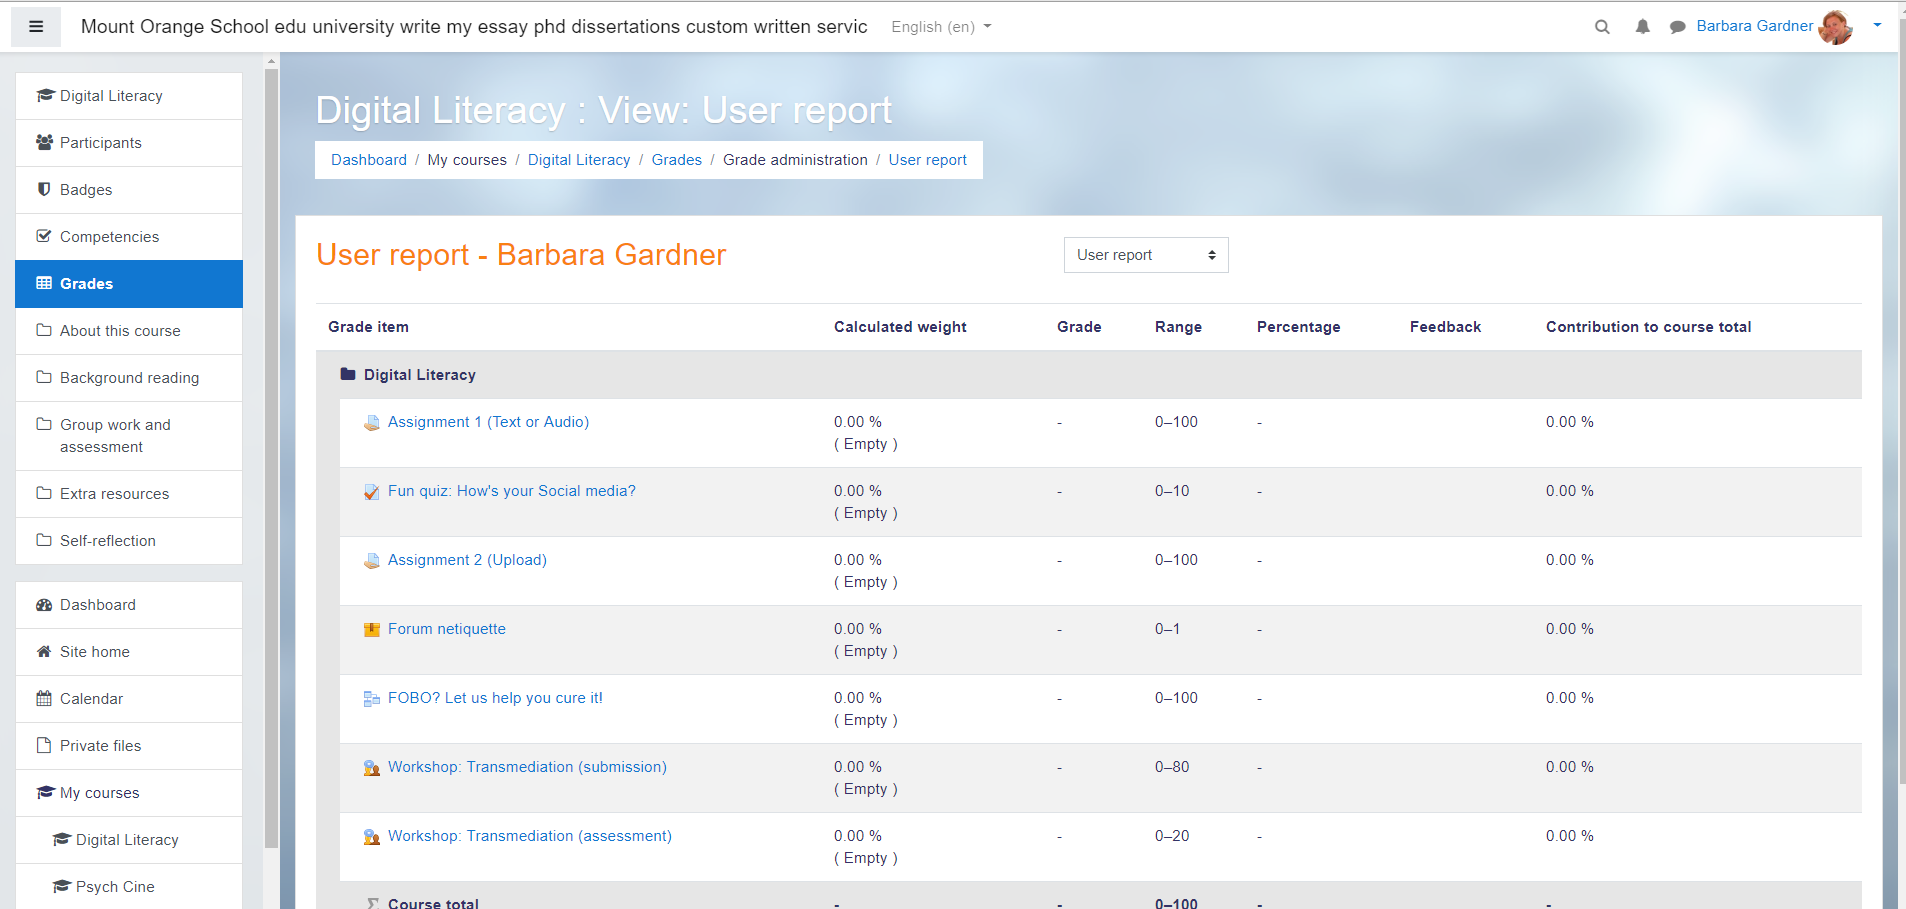 Mount Orange School edu university write my essay phd dissertations custom written servic English (en) Barbara Gardner
Digital Literacy
Participants
Badges
Competencies
Grades
About this course
Background reading
Group work and
assessment
Extra resources
Self-reflection
Dashboard
Site home
Calendar
Private files
My courses
Digital Literacy
Psych Cine
Digital Literacy : View: User report
Dashboard / My courses / Digital Literacy / Grades / Grade administration / User report
User report - Barbara Gardner User report
Grade item Calculated weight Grade Range Percentage Feedback Contribution to course total
Digital Literacy
Assignment 1 (Text or Audio) 0.00 % - 0–100 - 0.00 %
( Empty )
Fun quiz: How's your Social media? 0.00 % - 0–10 - 0.00 %
( Empty )
Assignment 2 (Upload) 0.00 % - 0–100 - 0.00 %
( Empty )
Forum netiquette 0.00 % - 0–1 - 0.00 %
( Empty )
FOBO? Let us help you cure it! 0.00 % - 0–100 - 0.00 %
( Empty )
Workshop: Transmediation (submission) 0.00 % - 0–80 - 0.00 %
( Empty )
Workshop: Transmediation (assessment) 0.00 % - 0–20 - 0.00 %
( Empty )
Σ Course total - - 0–100 - -